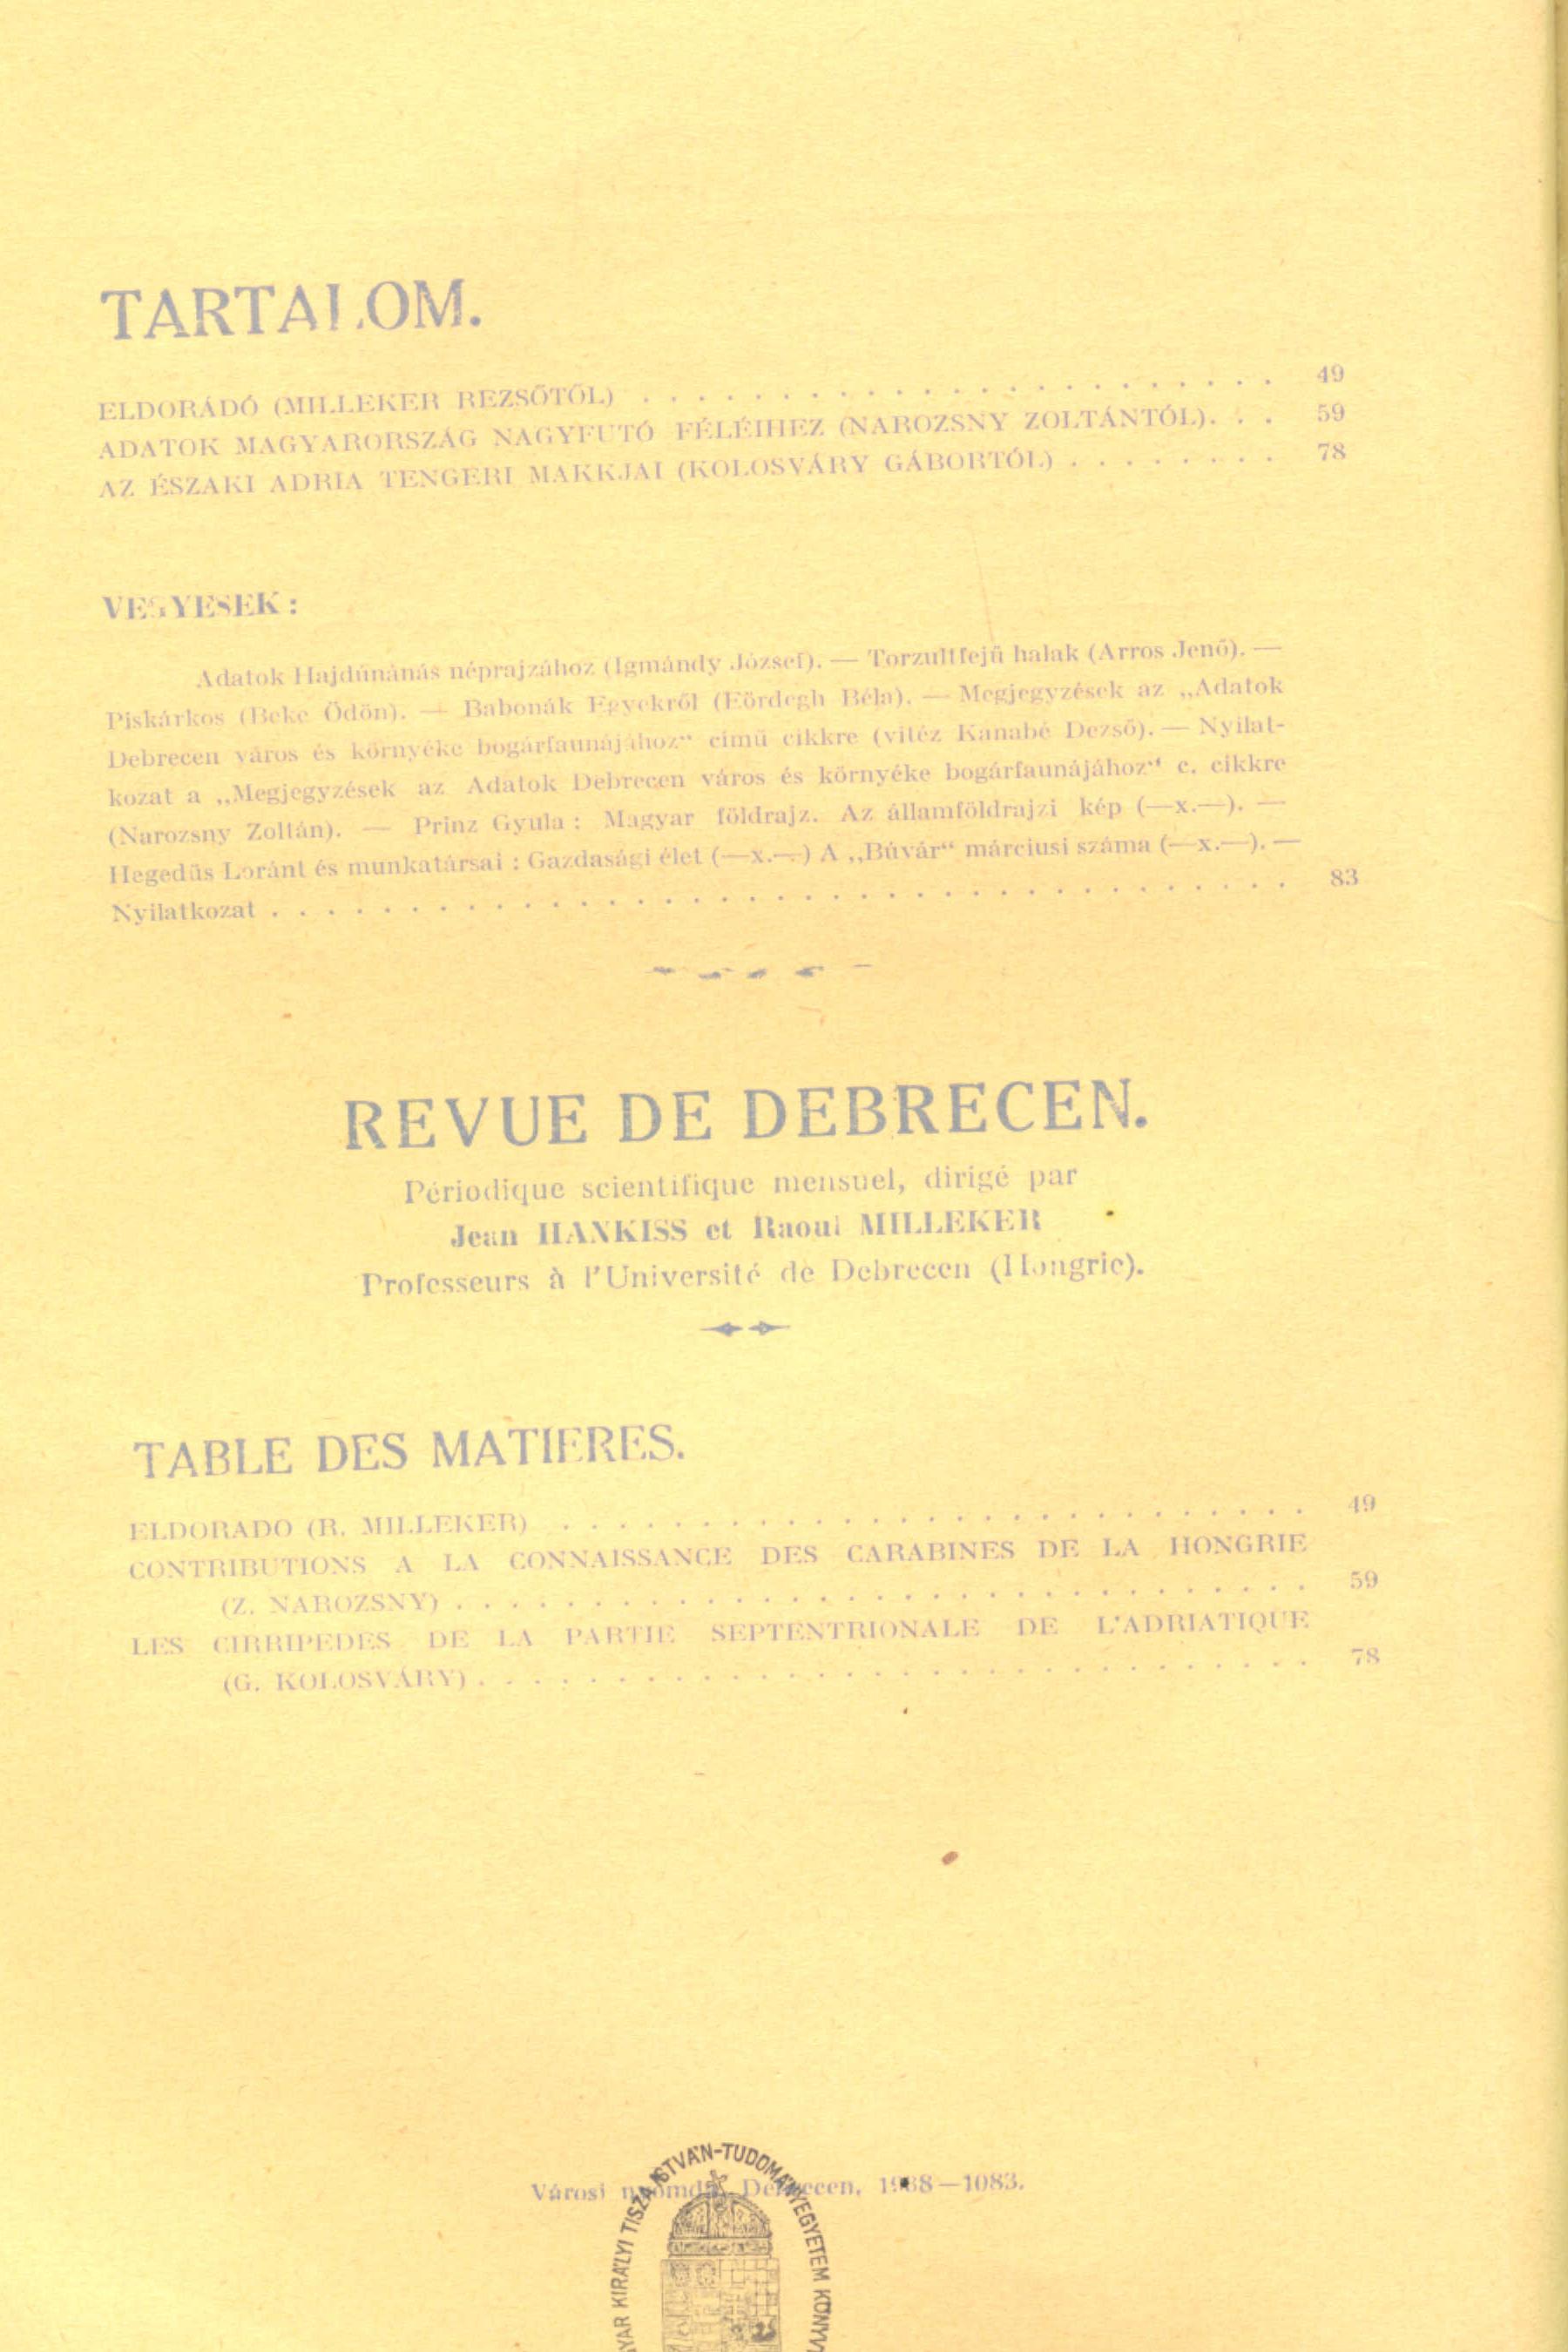 TARTALOM.
ELDORÁDÓ (MILLEKER REZSŐTŐL) . . . . . . . . . . . . . . . . . . . . . . . 49
ADATOK MAGYARORSZÁG NAGYFUTÓ FÉLÉIHEZ (NAROZSNY ZOLTÁNTÓL). . . 59
AZ ÉSZAKI ADRIA TENGERI MAKKJAI (KOLOSVÁRY GÁBORTÓL) . . . . . . . . 78
VEGYESEK :
Adatok Hajdúnánás néprajzához (Igmándy József). — Torzultfejű halak (Arros Jenő). —
Piskárkos (Beke Ödön). — Babonák Egyekről (Eördegh Béla). — Megjegyzések az „Adatok
Debrecen város és környéke bogárfaunájához“ című cikkre (vitéz Kanabé Dezső). — Nyilat-
kozat a „Megjegyzések az Adatok Debrecen város és környéke bogárfaunájához“ c. cikkre
(Narozsny Zoltán). — Prinz Gyula : Magyar földrajz. Az államföldrajzi kép (—x.—). —
Hegedüs Loránt és munkatársai : Gazdasági élet (—x.—) A „Búvár“ márciusi száma (—x.—). —
Nyilatkozat . . . . . . . . . . . . . . . . . . . . . . . . . . . . . . . . . . . . . 83
REVUE DE DEBRECEN.
Périodique scientifique mensuel, dirigé par
Jean HANKISS et Raoul MILLEKER
Professeurs à l'Université de Debrecen (Hongrie).
TABLE DES MATIERES.
ELDORADO (R. MILLEKER) . . . . . . . . . . . . . . . . . . . . . . . . . . . 49
CONTRIBUTIONS A LA CONNAISSANCE DES CARABINES DE LA HONGRIE
(Z. NAROZSNY) . . . . . . . . . . . . . . . . . . . . . . . . . . . . . . . 59
LES CIRRIPEDES DE LA PARTIE SEPTENTRIONALE DE L'ADRIATIQUE
(G. KOLOSVÁRY) . . . . . . . . . . . . . . . . . . . . . . . . . . . . . . 78
Városi nyomda, Debrecen, 1938—1083.
KIRÁLYI TISZA ISTVÁN-TUDOMÁNYEGYETEM